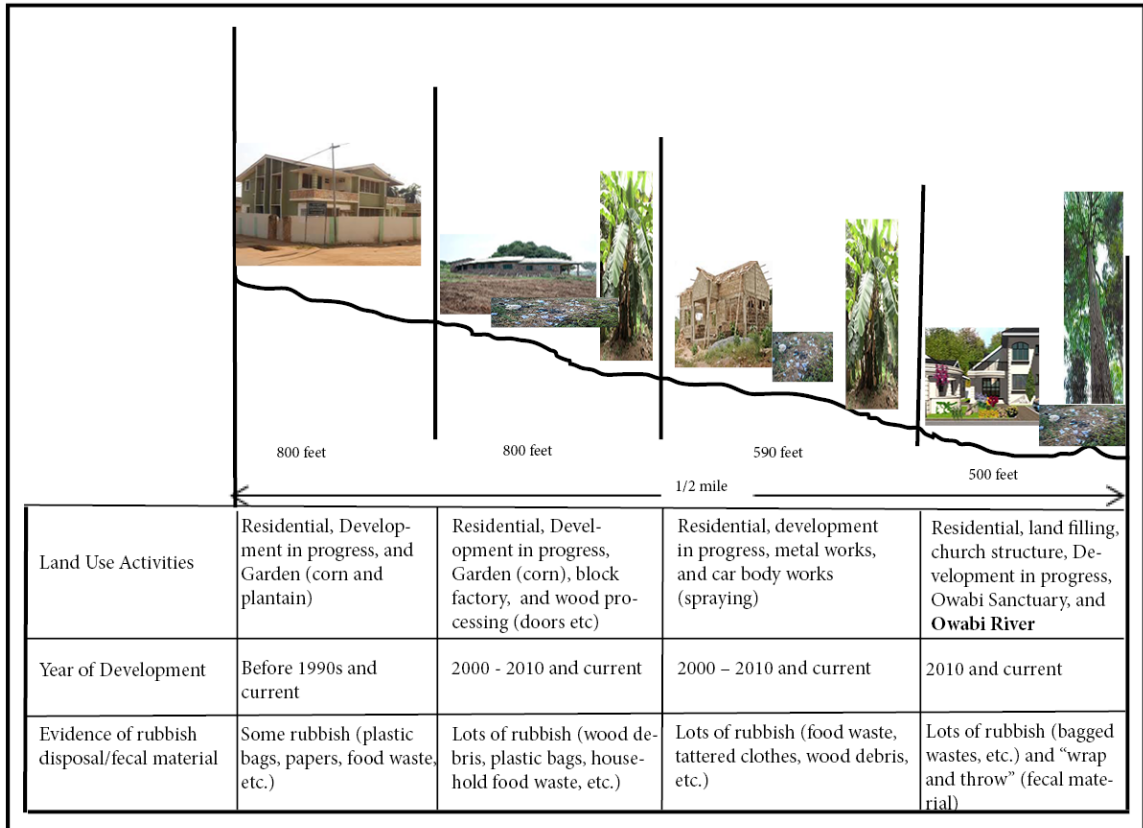 800 feet
800 feet
590 feet
500 feet
1/2 mile
Land Use Activities
Residential, Develop-
ment in progress, and
Garden (corn and
plantain)
Residential, Devel-
opment in progress,
Garden (corn), block
factory, and wood pro-
cessing (doors etc)
Residential, development
in progress, metal works,
and car body works
(spraying)
Residential, land filling,
church structure, De-
velopment in progress,
Owabi Sanctuary, and
Owabi River
Year of Development
Before 1990s and
current
2000 - 2010 and current
2000 – 2010 and current
2010 and current
Evidence of rubbish
disposal/fecal material
Some rubbish (plastic
bags, papers, food waste,
etc.)
Lots of rubbish (wood de-
bris, plastic bags, house-
hold food waste, etc.)
Lots of rubbish (food waste,
tattered clothes, wood debris,
etc.)
Lots of rubbish (bagged
wastes, etc.) and “wrap
and throw” (fecal mate-
rial)